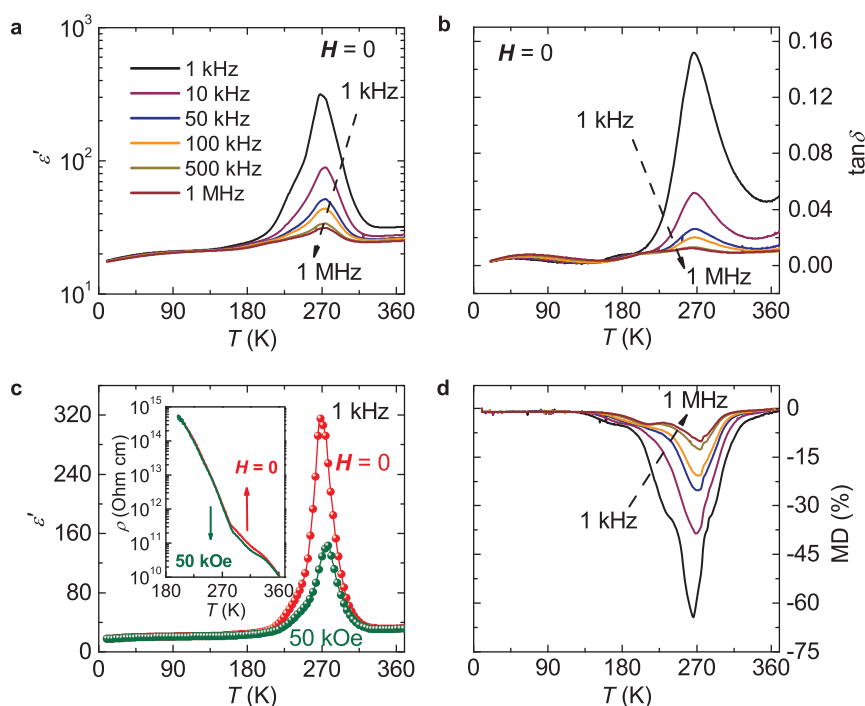 a
H = 0
1 kHz
10 kHz
50 kHz
100 kHz
500 kHz
1 MHz
1 kHz
1 MHz
10³
10²
10¹
ε′
0 90 180 270 360
T (K)
b
H = 0
1 kHz
1 MHz
0.16
0.12
0.08
0.04
0.00
tanδ
0 90 180 270 360
T (K)
c
1 kHz
H = 0
50 kOe
320
240
160
80
0
ε′
10¹⁵
10¹⁴
10¹³
10¹²
10¹¹
10¹⁰
ρ (Ohm cm)
H = 0
50 kOe
180 240 300 360
T (K)
0 90 180 270 360
T (K)
d
1 MHz
1 kHz
0
-15
-30
-45
-60
-75
MD (%)
0 90 180 270 360
T (K)